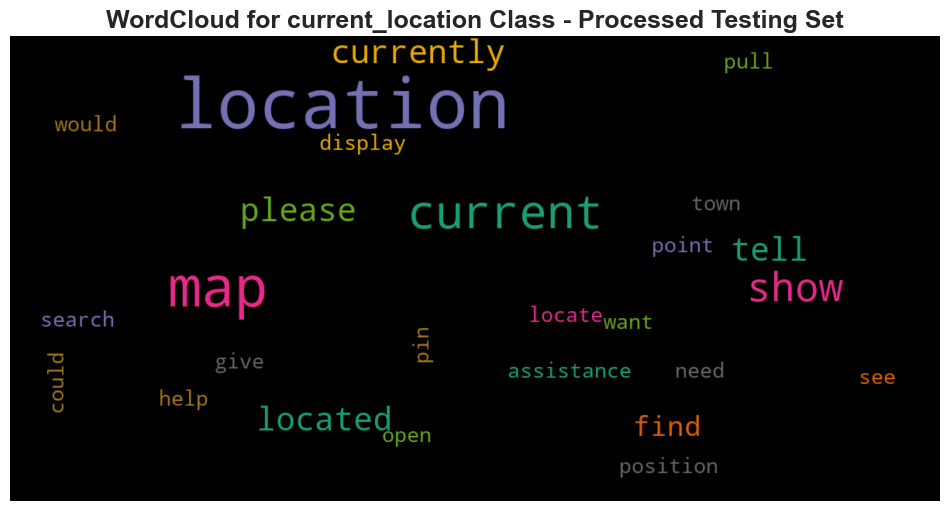 WordCloud for current_location Class - Processed Testing Set
currently
pull
location
would
display
please
current
town
point
tell
map
show
search
locate
want
pin
give
could
assistance
need
see
help
located
open
find
position